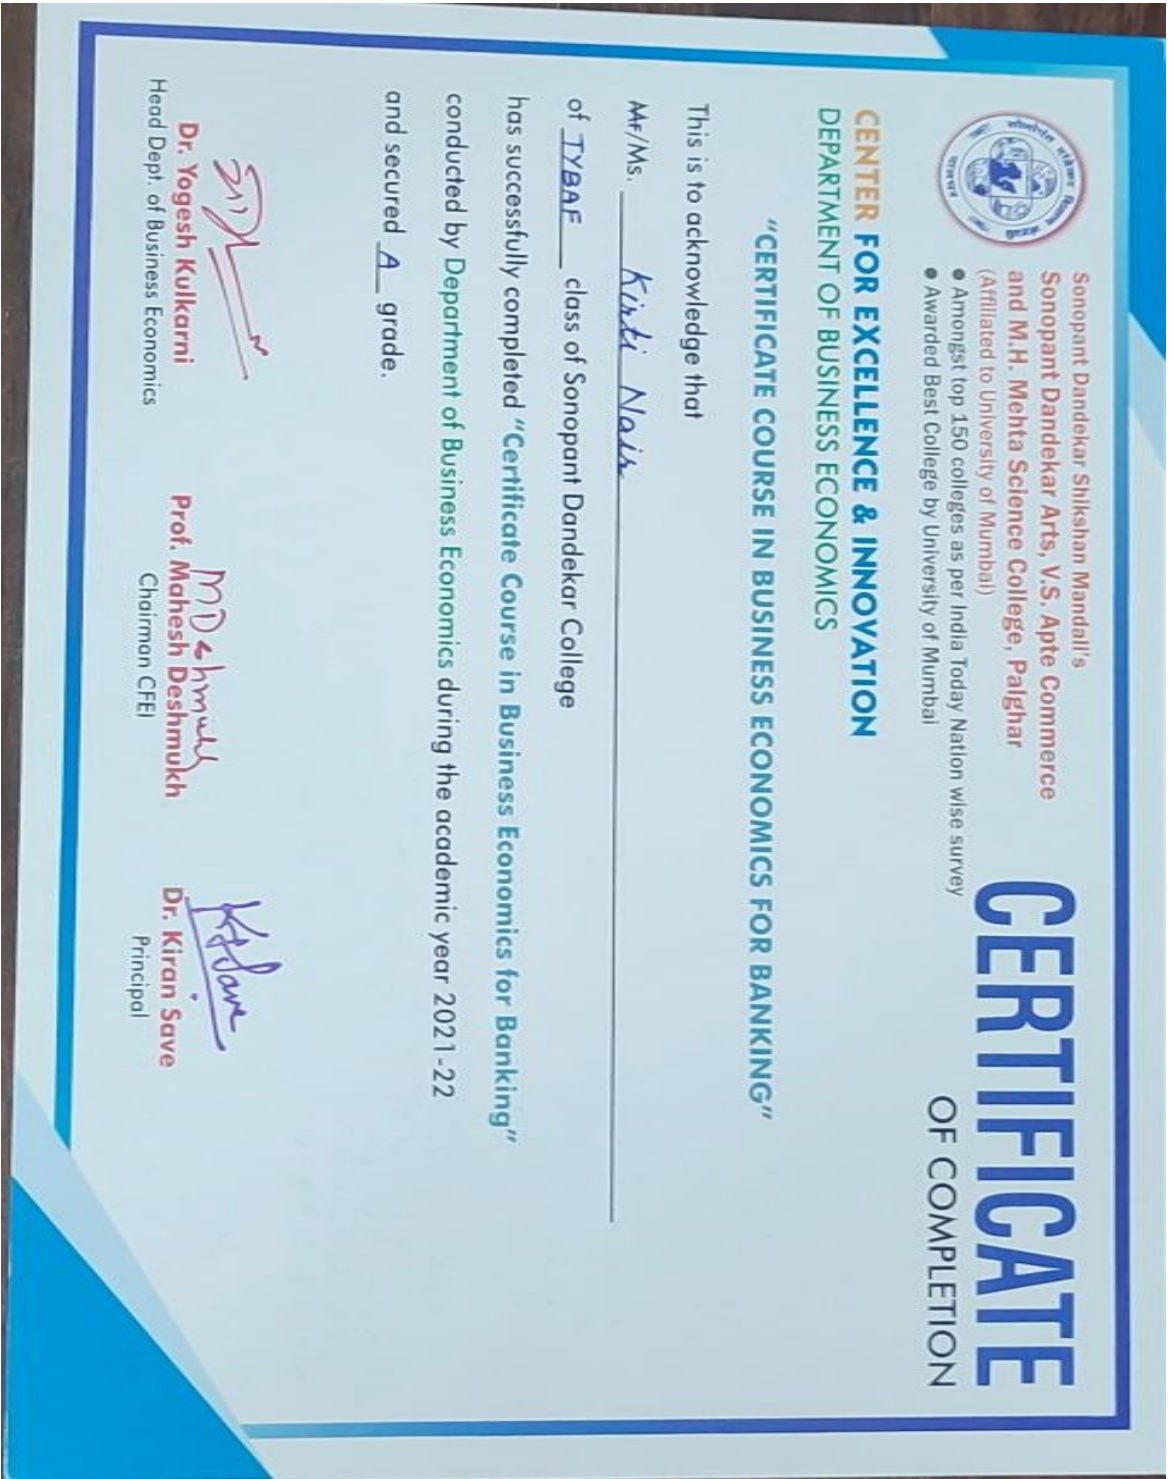 Sonopant Dandekar Shikshan Mandall's
Sonopant Dandekar Arts, V.S. Apte Commerce
and M.H. Mehta Science College, Palghar
(Affiliated to University of Mumbai)
• Amongst top 150 colleges as per India Today Nation wise survey
• Awarded Best College by University of Mumbai
CERTIFICATE
OF COMPLETION
CENTER FOR EXCELLENCE & INNOVATION
DEPARTMENT OF BUSINESS ECONOMICS
"CERTIFICATE COURSE IN BUSINESS ECONOMICS FOR BANKING"
This is to acknowledge that
Mr/Ms. Kirti Nair
of TYBAF class of Sonopant Dandekar College
has successfully completed "Certificate Course in Business Economics for Banking"
conducted by Department of Business Economics during the academic year 2021-22
and secured A grade.
MDeshmukh
KJSave
Dr. Yogesh Kulkarni
Head Dept. of Business Economics
Prof. Mahesh Deshmukh
Chairman CFEI
Dr. Kiran Save
Principal